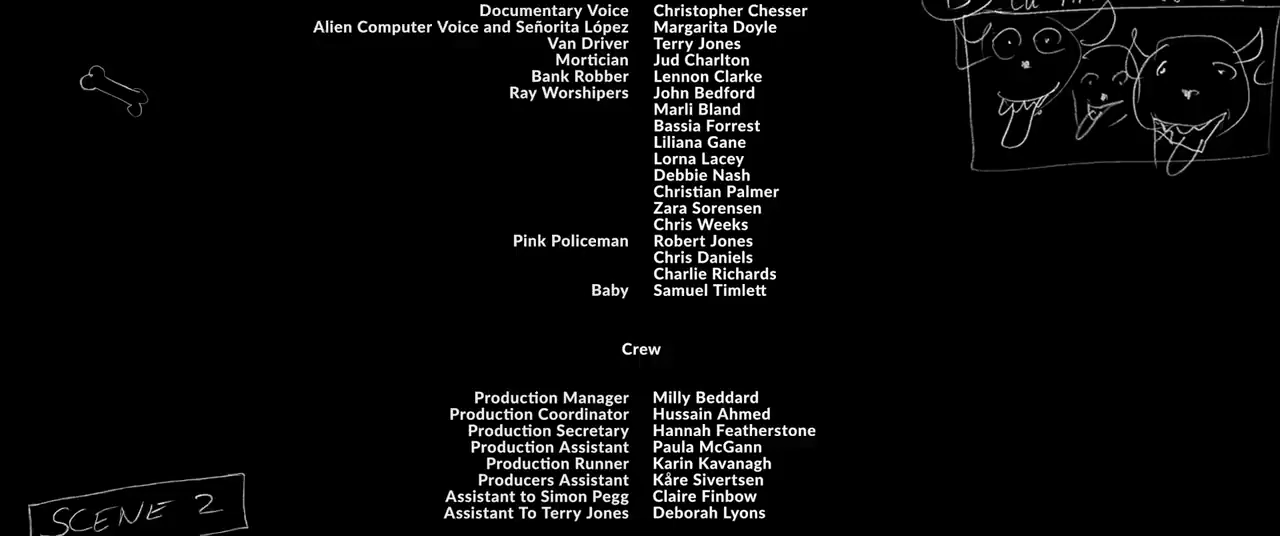 Documentary Voice Christopher Chesser
Alien Computer Voice and Señorita López Margarita Doyle
Van Driver Terry Jones
Mortician Jud Charlton
Bank Robber Lennon Clarke
Ray Worshipers John Bedford
Marli Bland
Bassia Forrest
Liliana Gane
Lorna Lacey
Debbie Nash
Christian Palmer
Zara Sorensen
Chris Weeks
Pink Policeman Robert Jones
Chris Daniels
Charlie Richards
Baby Samuel Timlett
Crew
Production Manager Milly Beddard
Production Coordinator Hussain Ahmed
Production Secretary Hannah Featherstone
Production Assistant Paula McGann
Production Runner Karin Kavanagh
Producers Assistant Kåre Sivertsen
Assistant to Simon Pegg Claire Finbow
Assistant To Terry Jones Deborah Lyons
SCENE 2